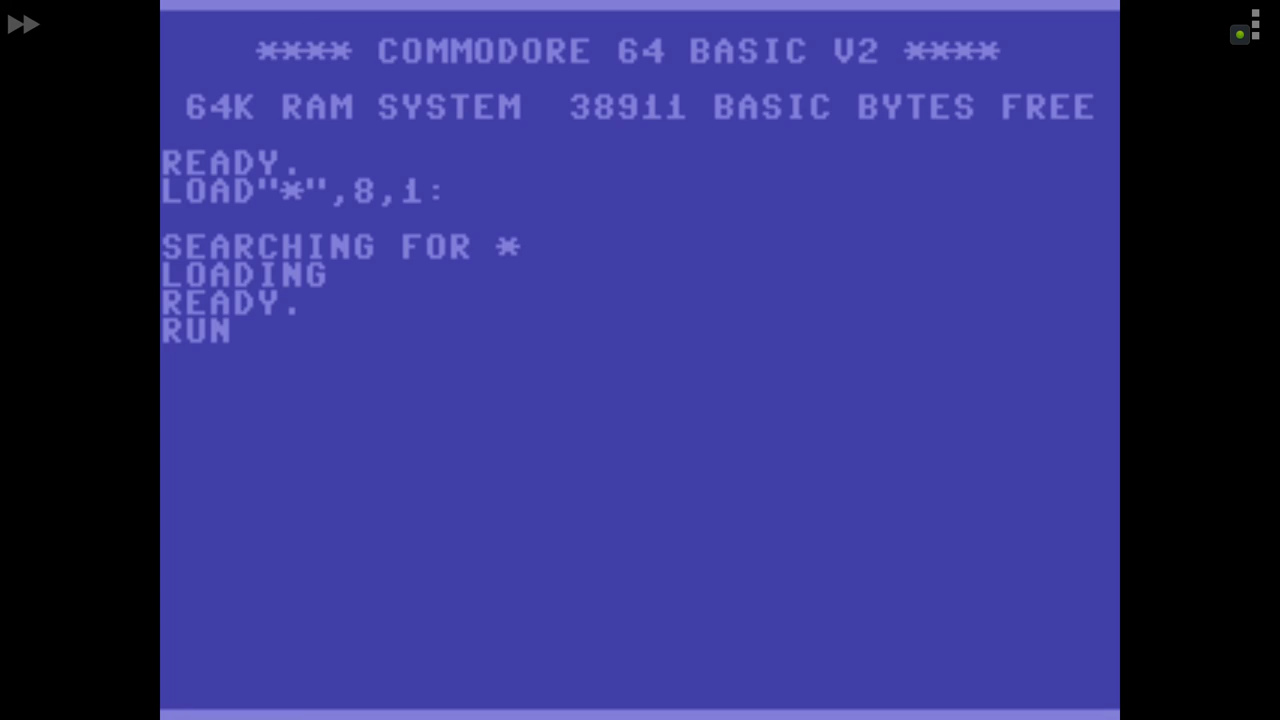 **** COMMODORE 64 BASIC V2 ****
64K RAM SYSTEM  38911 BASIC BYTES FREE
READY.
LOAD"*",8,1:
SEARCHING FOR *
LOADING
READY.
RUN